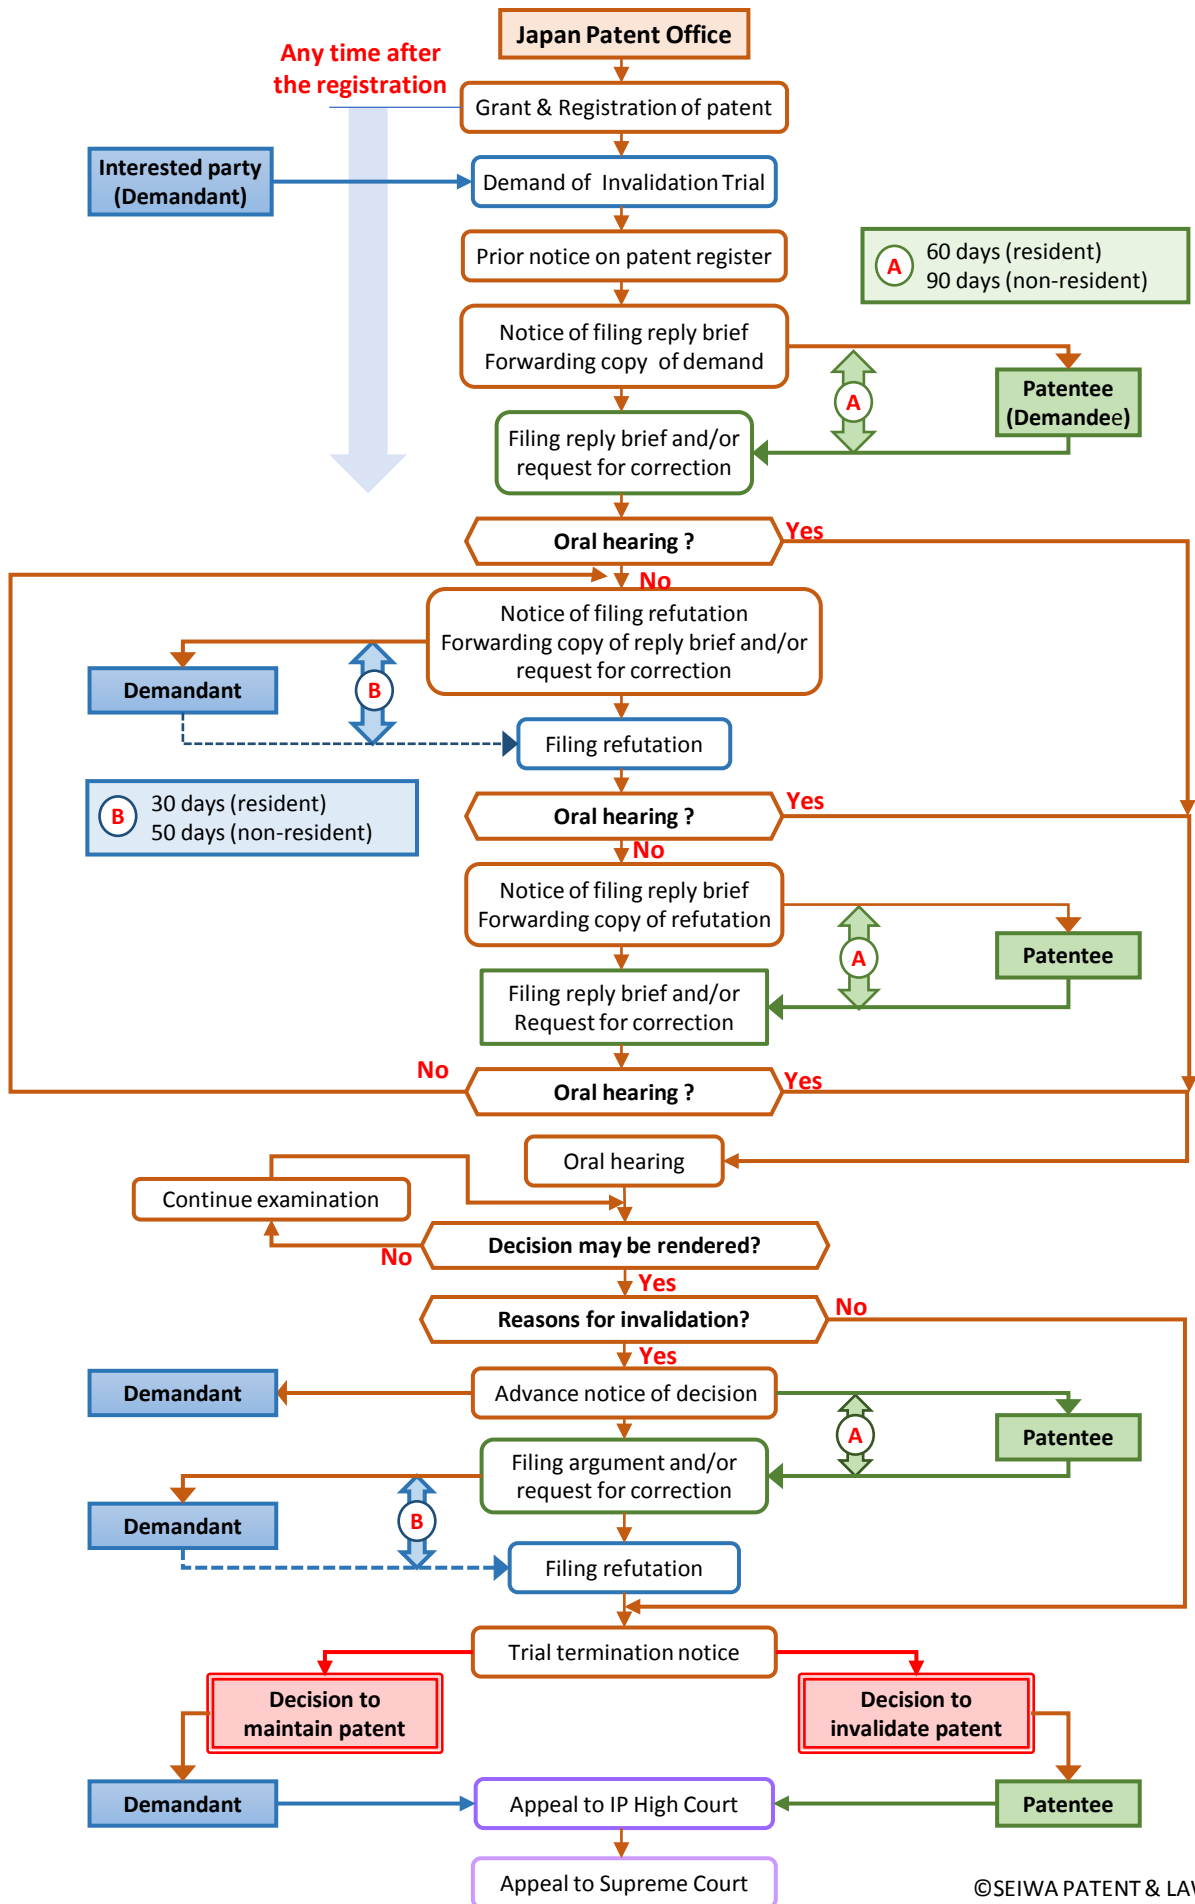 Japan Patent Office
Any time after
the registration
Grant & Registration of patent
Interested party
(Demandant)
Demand of Invalidation Trial
Prior notice on patent register
A
60 days (resident)
90 days (non-resident)
Notice of filing reply brief
Forwarding copy of demand
A
Patentee
(Demandee)
Filing reply brief and/or
request for correction
Oral hearing ?
Yes
No
Notice of filing refutation
Forwarding copy of reply brief and/or
request for correction
Demandant
B
Filing refutation
B
30 days (resident)
50 days (non-resident)
Oral hearing ?
Yes
No
Notice of filing reply brief
Forwarding copy of refutation
A
Patentee
Filing reply brief and/or
Request for correction
No
Oral hearing ?
Yes
Oral hearing
Continue examination
Decision may be rendered?
No
Yes
Reasons for invalidation?
No
Yes
Demandant
Advance notice of decision
A
Patentee
Filing argument and/or
request for correction
Demandant
B
Filing refutation
Trial termination notice
Decision to
maintain patent
Decision to
invalidate patent
Demandant
Appeal to IP High Court
Patentee
Appeal to Supreme Court
©SEIWA PATENT & LAW